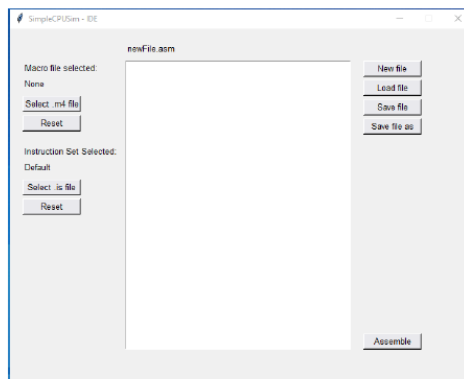 SimpleCPUSim - IDE
newFile.asm
Macro file selected:
None
Select .m4 file
Reset
Instruction Set Selected:
Default
Select .is file
Reset
New file
Load file
Save file
Save file as
Assemble